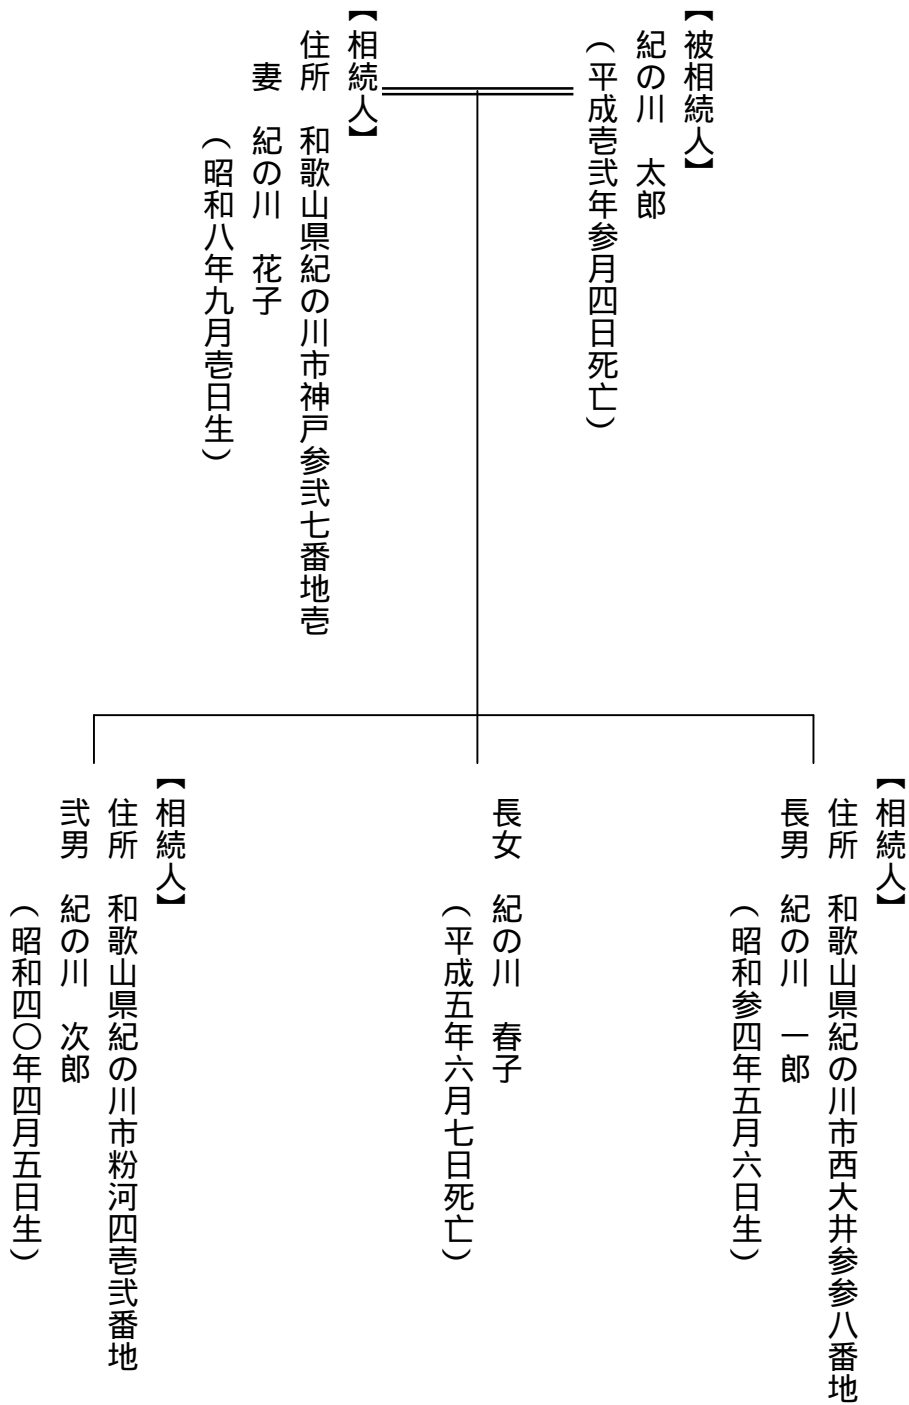 【被相続人】
紀の川　太郎
（平成壱弐年参月四日死亡）
【相続人】
住所　和歌山県紀の川市神戸参弐七番地壱
妻　紀の川　花子
（昭和八年九月壱日生）
【相続人】
住所　和歌山県紀の川市西大井参参八番地
長男　紀の川　一郎
（昭和参四年五月六日生）
長女　紀の川　春子
（平成五年六月七日死亡）
【相続人】
住所　和歌山県紀の川市粉河四壱弐番地
弐男　紀の川　次郎
（昭和四〇年四月五日生）